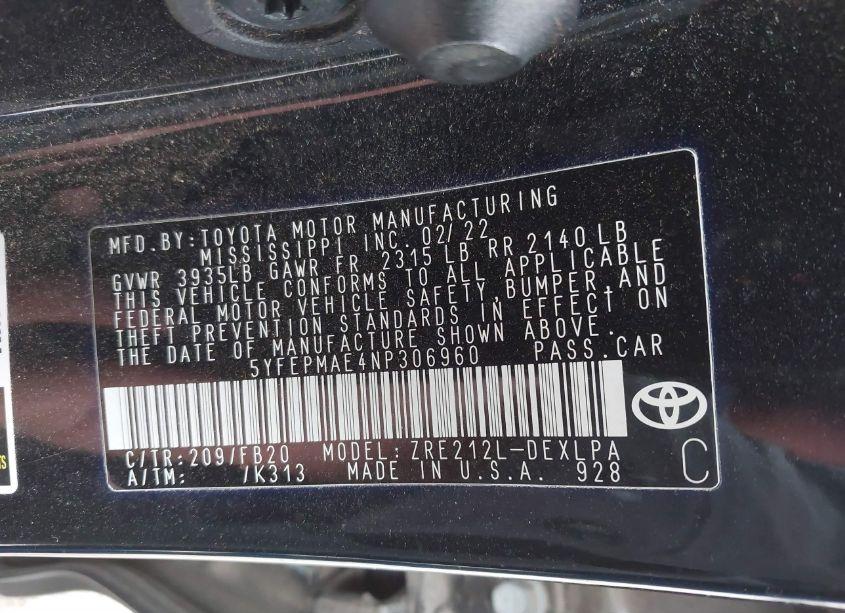 MFD. BY: TOYOTA MOTOR MANUFACTURING
MISSISSIPPI INC. 02/22
GVWR 3935LB GAWR FR 2315 LB RR 2140 LB
THIS VEHICLE CONFORMS TO ALL APPLICABLE
FEDERAL MOTOR VEHICLE SAFETY, BUMPER, AND
THEFT PREVENTION STANDARDS IN EFFECT ON
THE DATE OF MANUFACTURE SHOWN ABOVE.
5YFEPMAE4NP306960 PASS. CAR
C/TR: 209/FB20 MODEL: ZRE212L-DEXLPA
A/TM: /K313 MADE IN U.S.A. 928
C